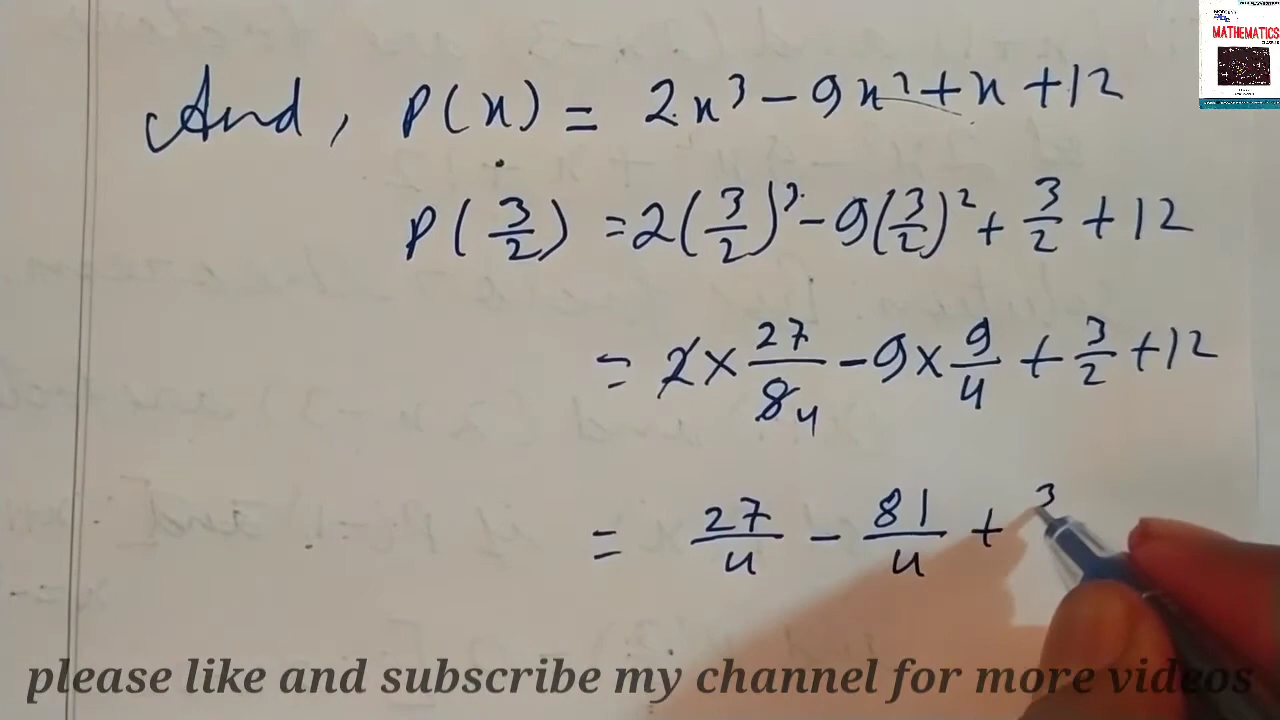 And, P(x) = 2x³ - 9x² + x + 12
P(3/2) = 2(3/2)³ - 9(3/2)² + 3/2 + 12
= 2 × 27/8 4 - 9 × 9/4 + 3/2 + 12
= 27/4 - 81/4 + 3
please like and subscribe my channel for more videos
MATHEMATICS